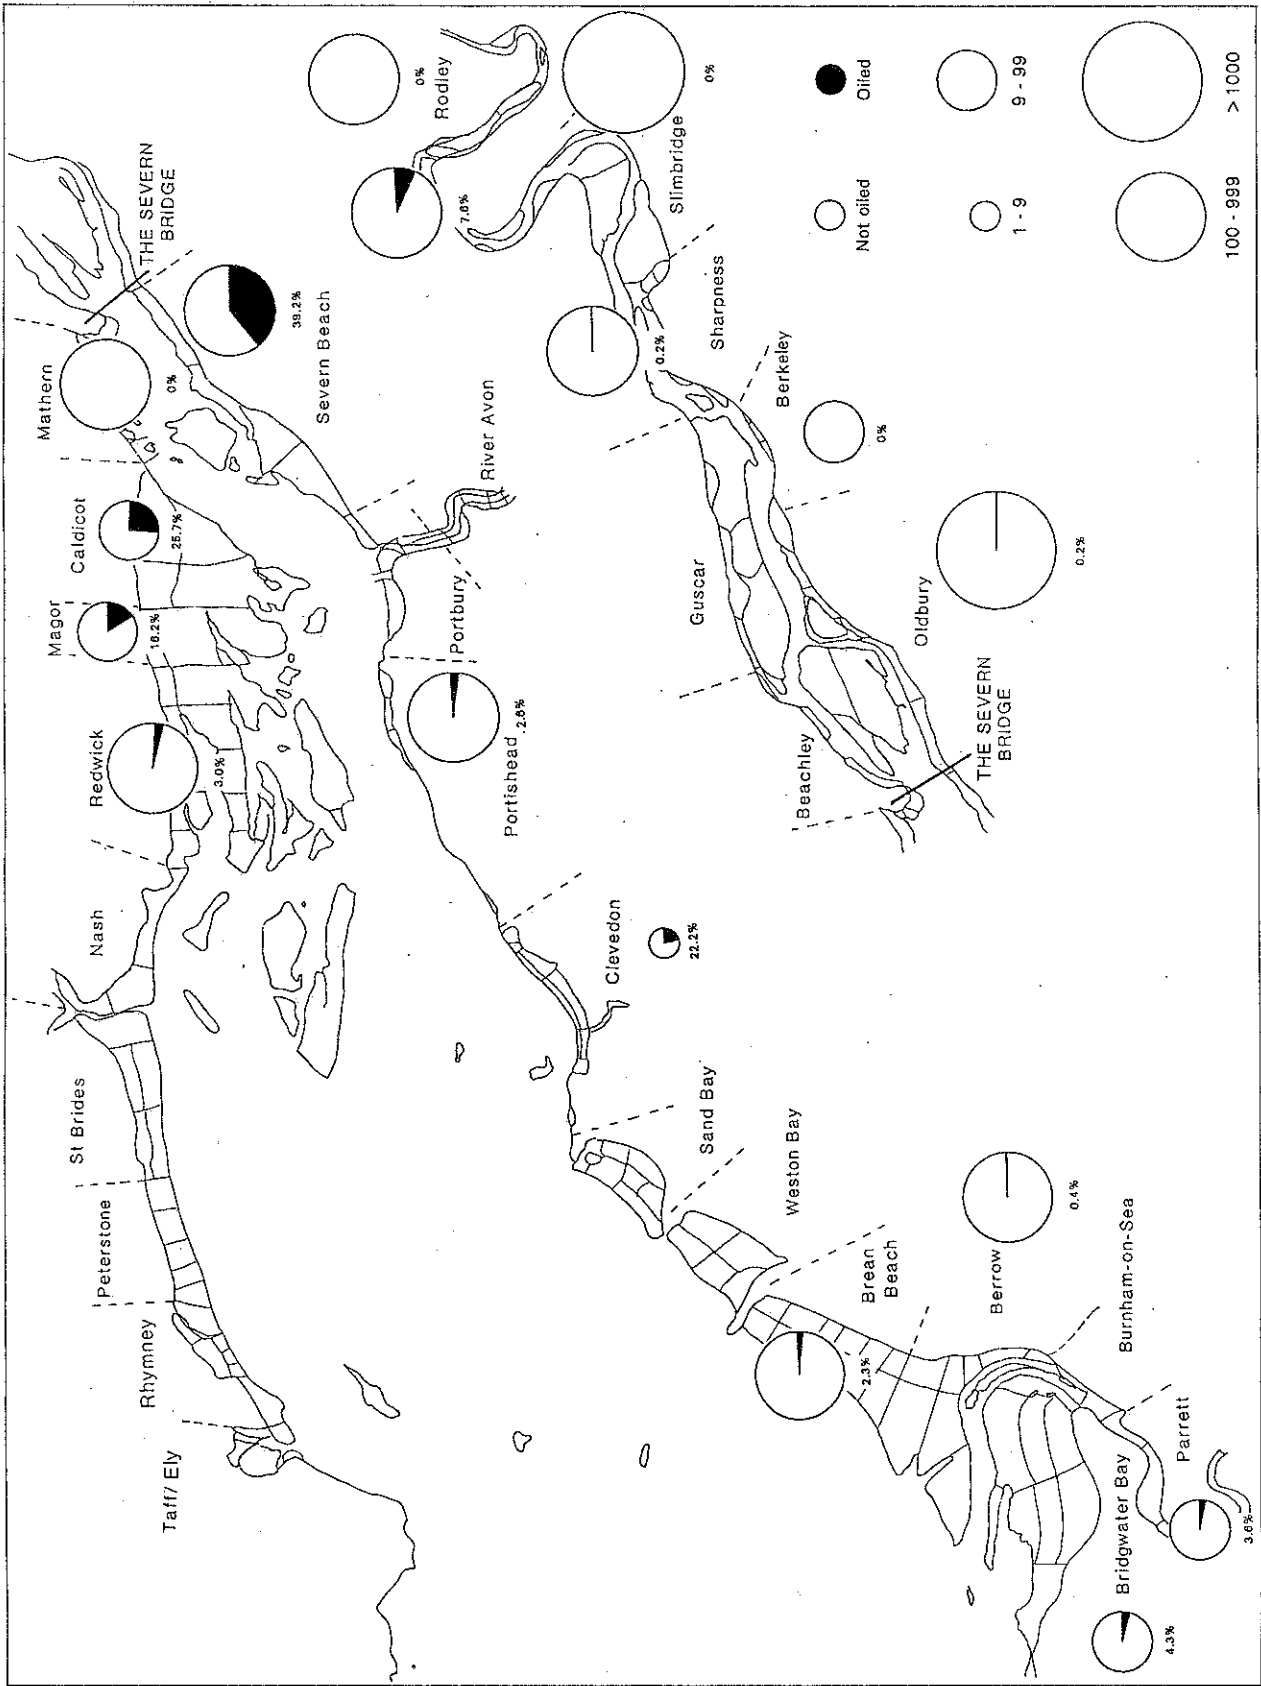 Taff/ Ely
Rhymney
Peterstone
St Brides
Nash
Redwick
3.0%
Magor
16.2%
Caldicot
25.7%
Mathern
0%
THE SEVERN
BRIDGE
39.2%
Severn Beach
River Avon
Portbury
Portishead
2.6%
Clevedon
22.2%
Sand Bay
Weston Bay
Brean
Beach
2.3%
Berrow
0.4%
Burnham-on-Sea
Parrett
3.6%
Bridgwater Bay
4.3%
0%
Rodley
7.6%
0%
Slimbridge
Sharpness
0.2%
Berkeley
0%
Guscar
Oldbury
0.2%
Beachley
THE SEVERN
BRIDGE
Not oiled
Oiled
1 - 9
9 - 99
100 - 999
> 1000